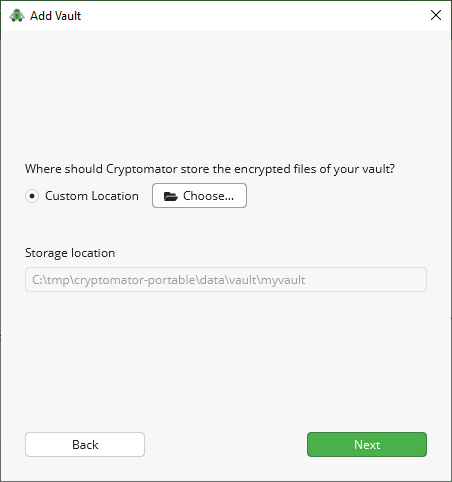 Add Vault
Where should Cryptomator store the encrypted files of your vault?
Custom Location
Choose...
Storage location
C:\tmp\cryptomator-portable\data\vault\myvault
Back
Next